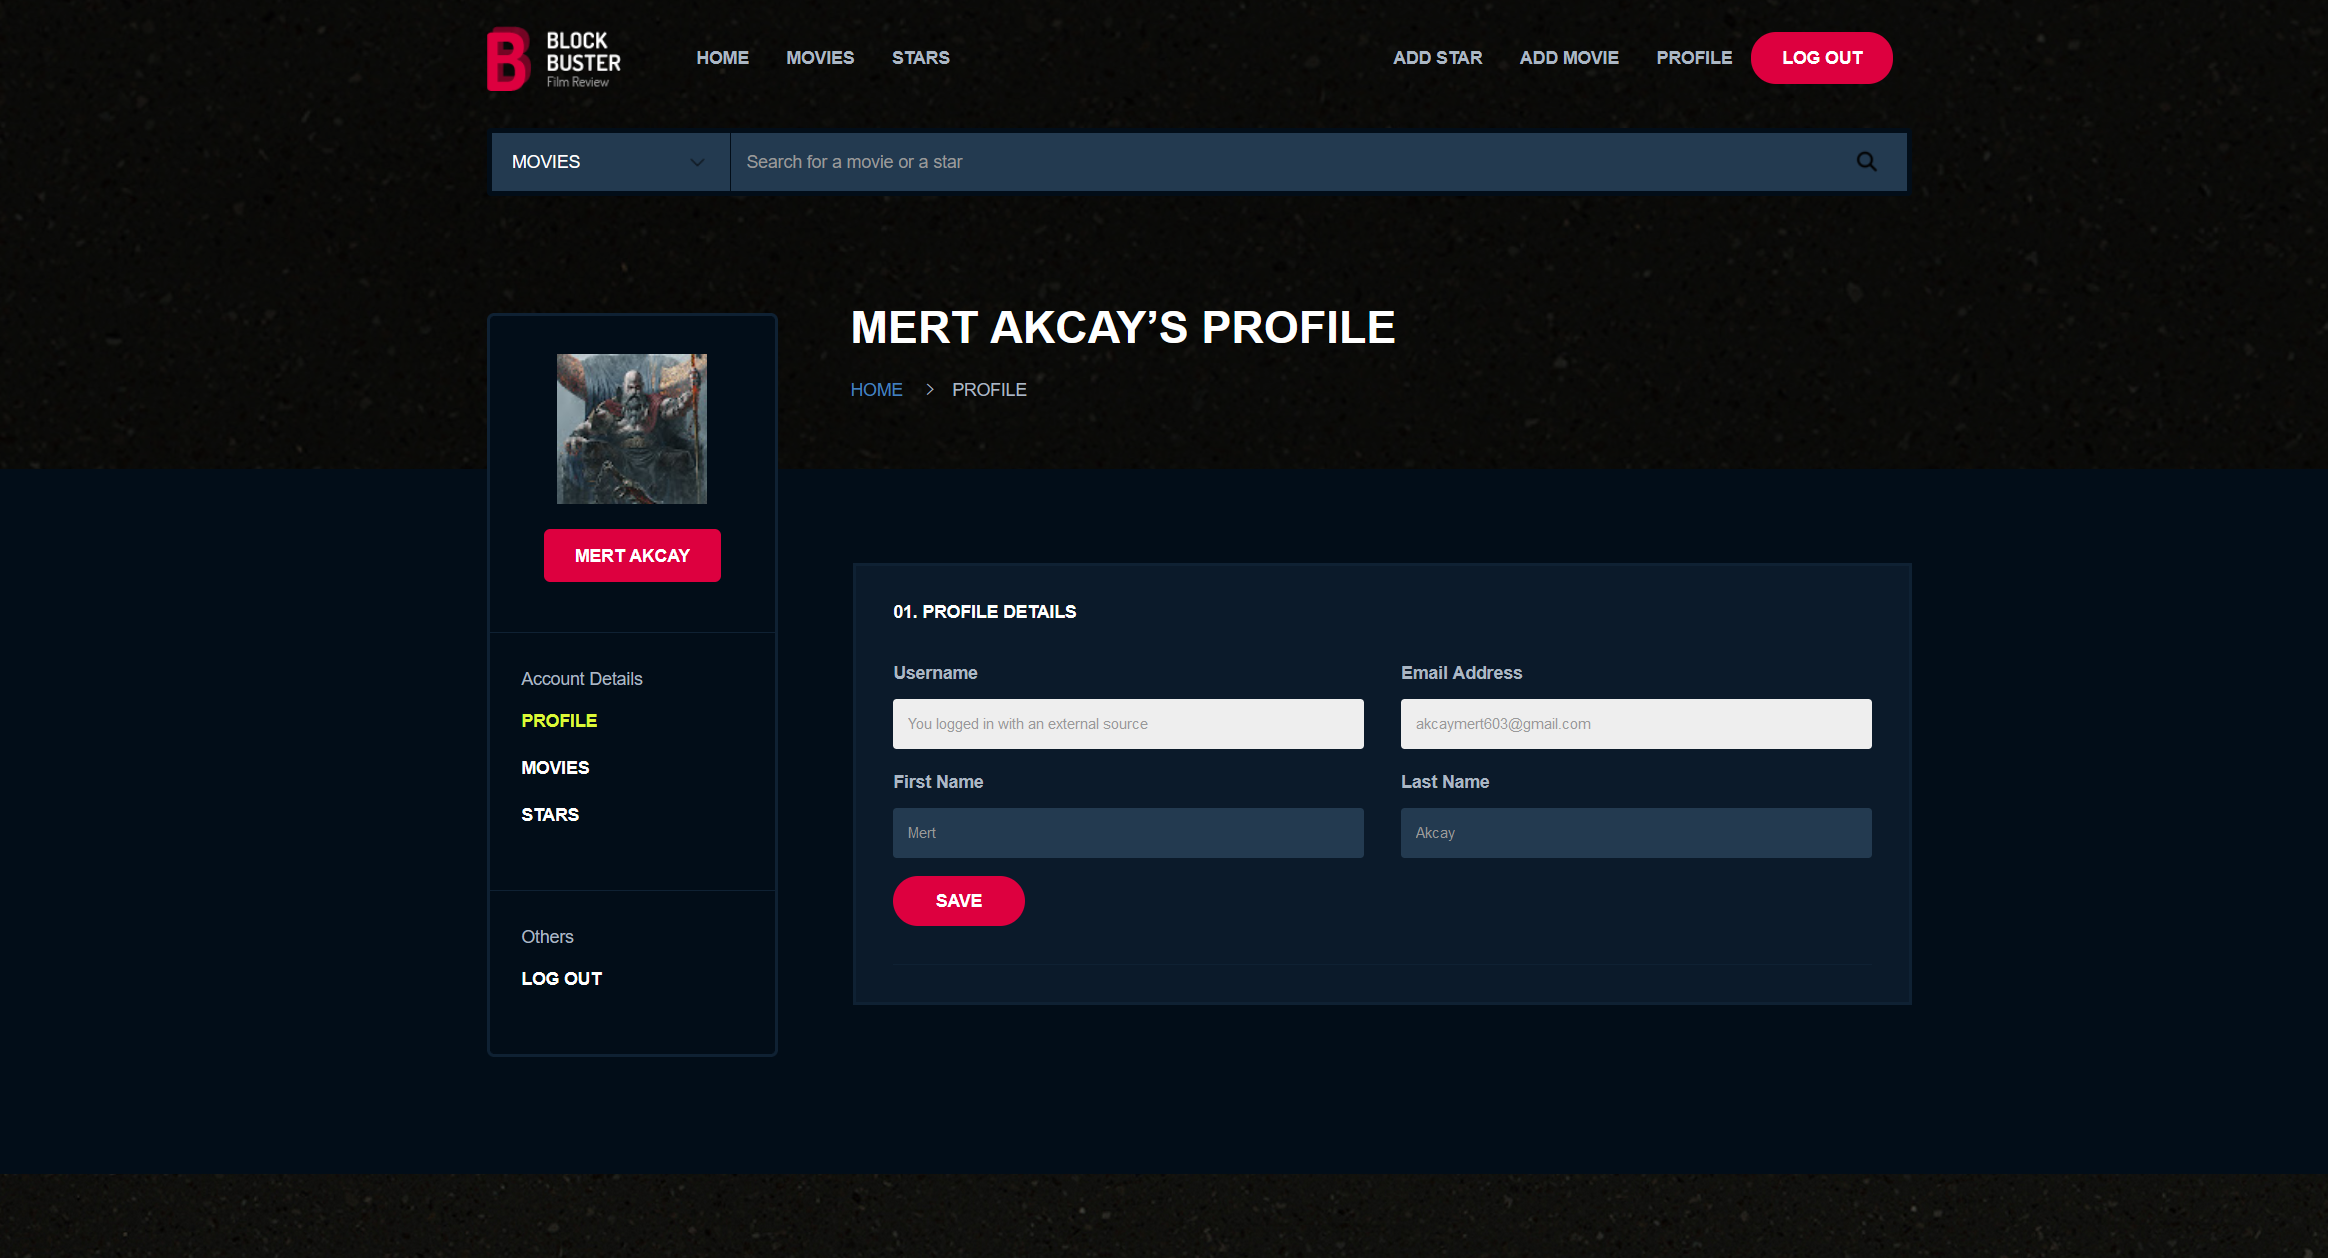 BLOCK
BUSTER
Film Review
HOME
MOVIES
STARS
ADD STAR
ADD MOVIE
PROFILE
LOG OUT
MOVIES
Search for a movie or a star
MERT AKCAY’S PROFILE
HOME
PROFILE
MERT AKCAY
Account Details
PROFILE
MOVIES
STARS
Others
LOG OUT
01. PROFILE DETAILS
Username
Email Address
You logged in with an external source
akcaymert603@gmail.com
First Name
Last Name
Mert
Akcay
SAVE